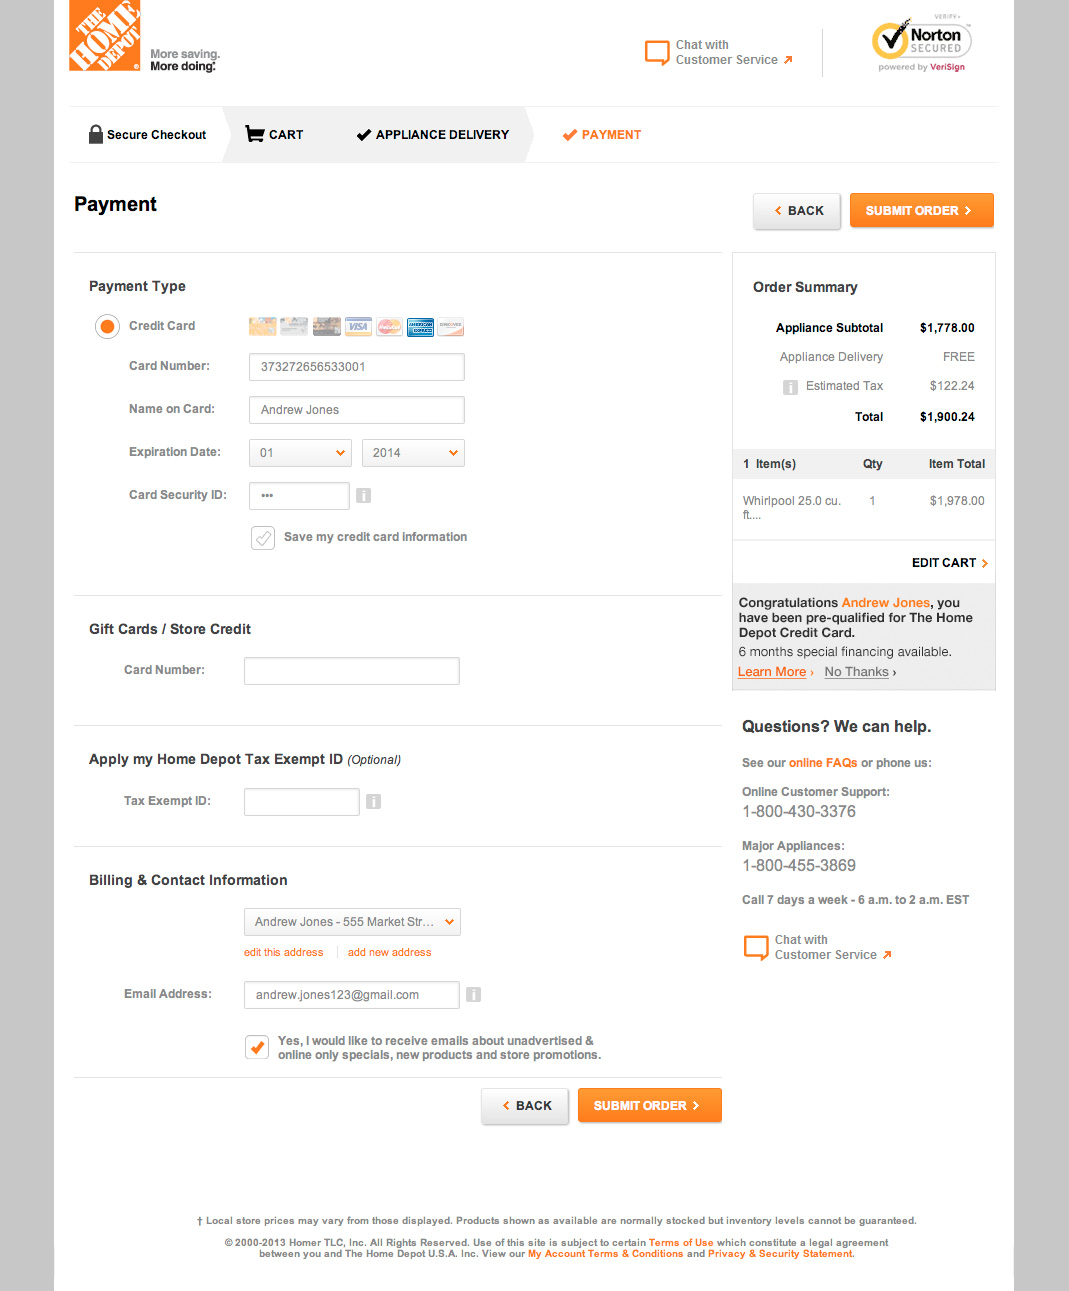 THE HOME DEPOT
More saving.
More doing.
Chat with
Customer Service
VERIFY
Norton
SECURED
powered by VeriSign
Secure Checkout
CART
APPLIANCE DELIVERY
PAYMENT
Payment
BACK
SUBMIT ORDER
Payment Type
Credit Card
VISA
AMERICAN EXPRESS
Card Number:
373272656533001
Name on Card:
Andrew Jones
Expiration Date:
01
2014
Card Security ID:
•••
i
Save my credit card information
Gift Cards / Store Credit
Card Number:
Apply my Home Depot Tax Exempt ID (Optional)
Tax Exempt ID:
i
Billing & Contact Information
Andrew Jones - 555 Market Str...
edit this address
add new address
Email Address:
andrew.jones123@gmail.com
i
Yes, I would like to receive emails about unadvertised &
online only specials, new products and store promotions.
BACK
SUBMIT ORDER
Order Summary
Appliance Subtotal $1,778.00
Appliance Delivery FREE
i Estimated Tax $122.24
Total $1,900.24
1 Item(s) Qty Item Total
Whirlpool 25.0 cu. 1 $1,978.00
ft....
EDIT CART
Congratulations Andrew Jones, you
have been pre-qualified for The Home
Depot Credit Card.
6 months special financing available.
Learn More › No Thanks ›
Questions? We can help.
See our online FAQs or phone us:
Online Customer Support:
1-800-430-3376
Major Appliances:
1-800-455-3869
Call 7 days a week - 6 a.m. to 2 a.m. EST
Chat with
Customer Service
† Local store prices may vary from those displayed. Products shown as available are normally stocked but inventory levels cannot be guaranteed.
© 2000-2013 Homer TLC, Inc. All Rights Reserved. Use of this site is subject to certain Terms of Use which constitute a legal agreement
between you and The Home Depot U.S.A. Inc. View our My Account Terms & Conditions and Privacy & Security Statement.